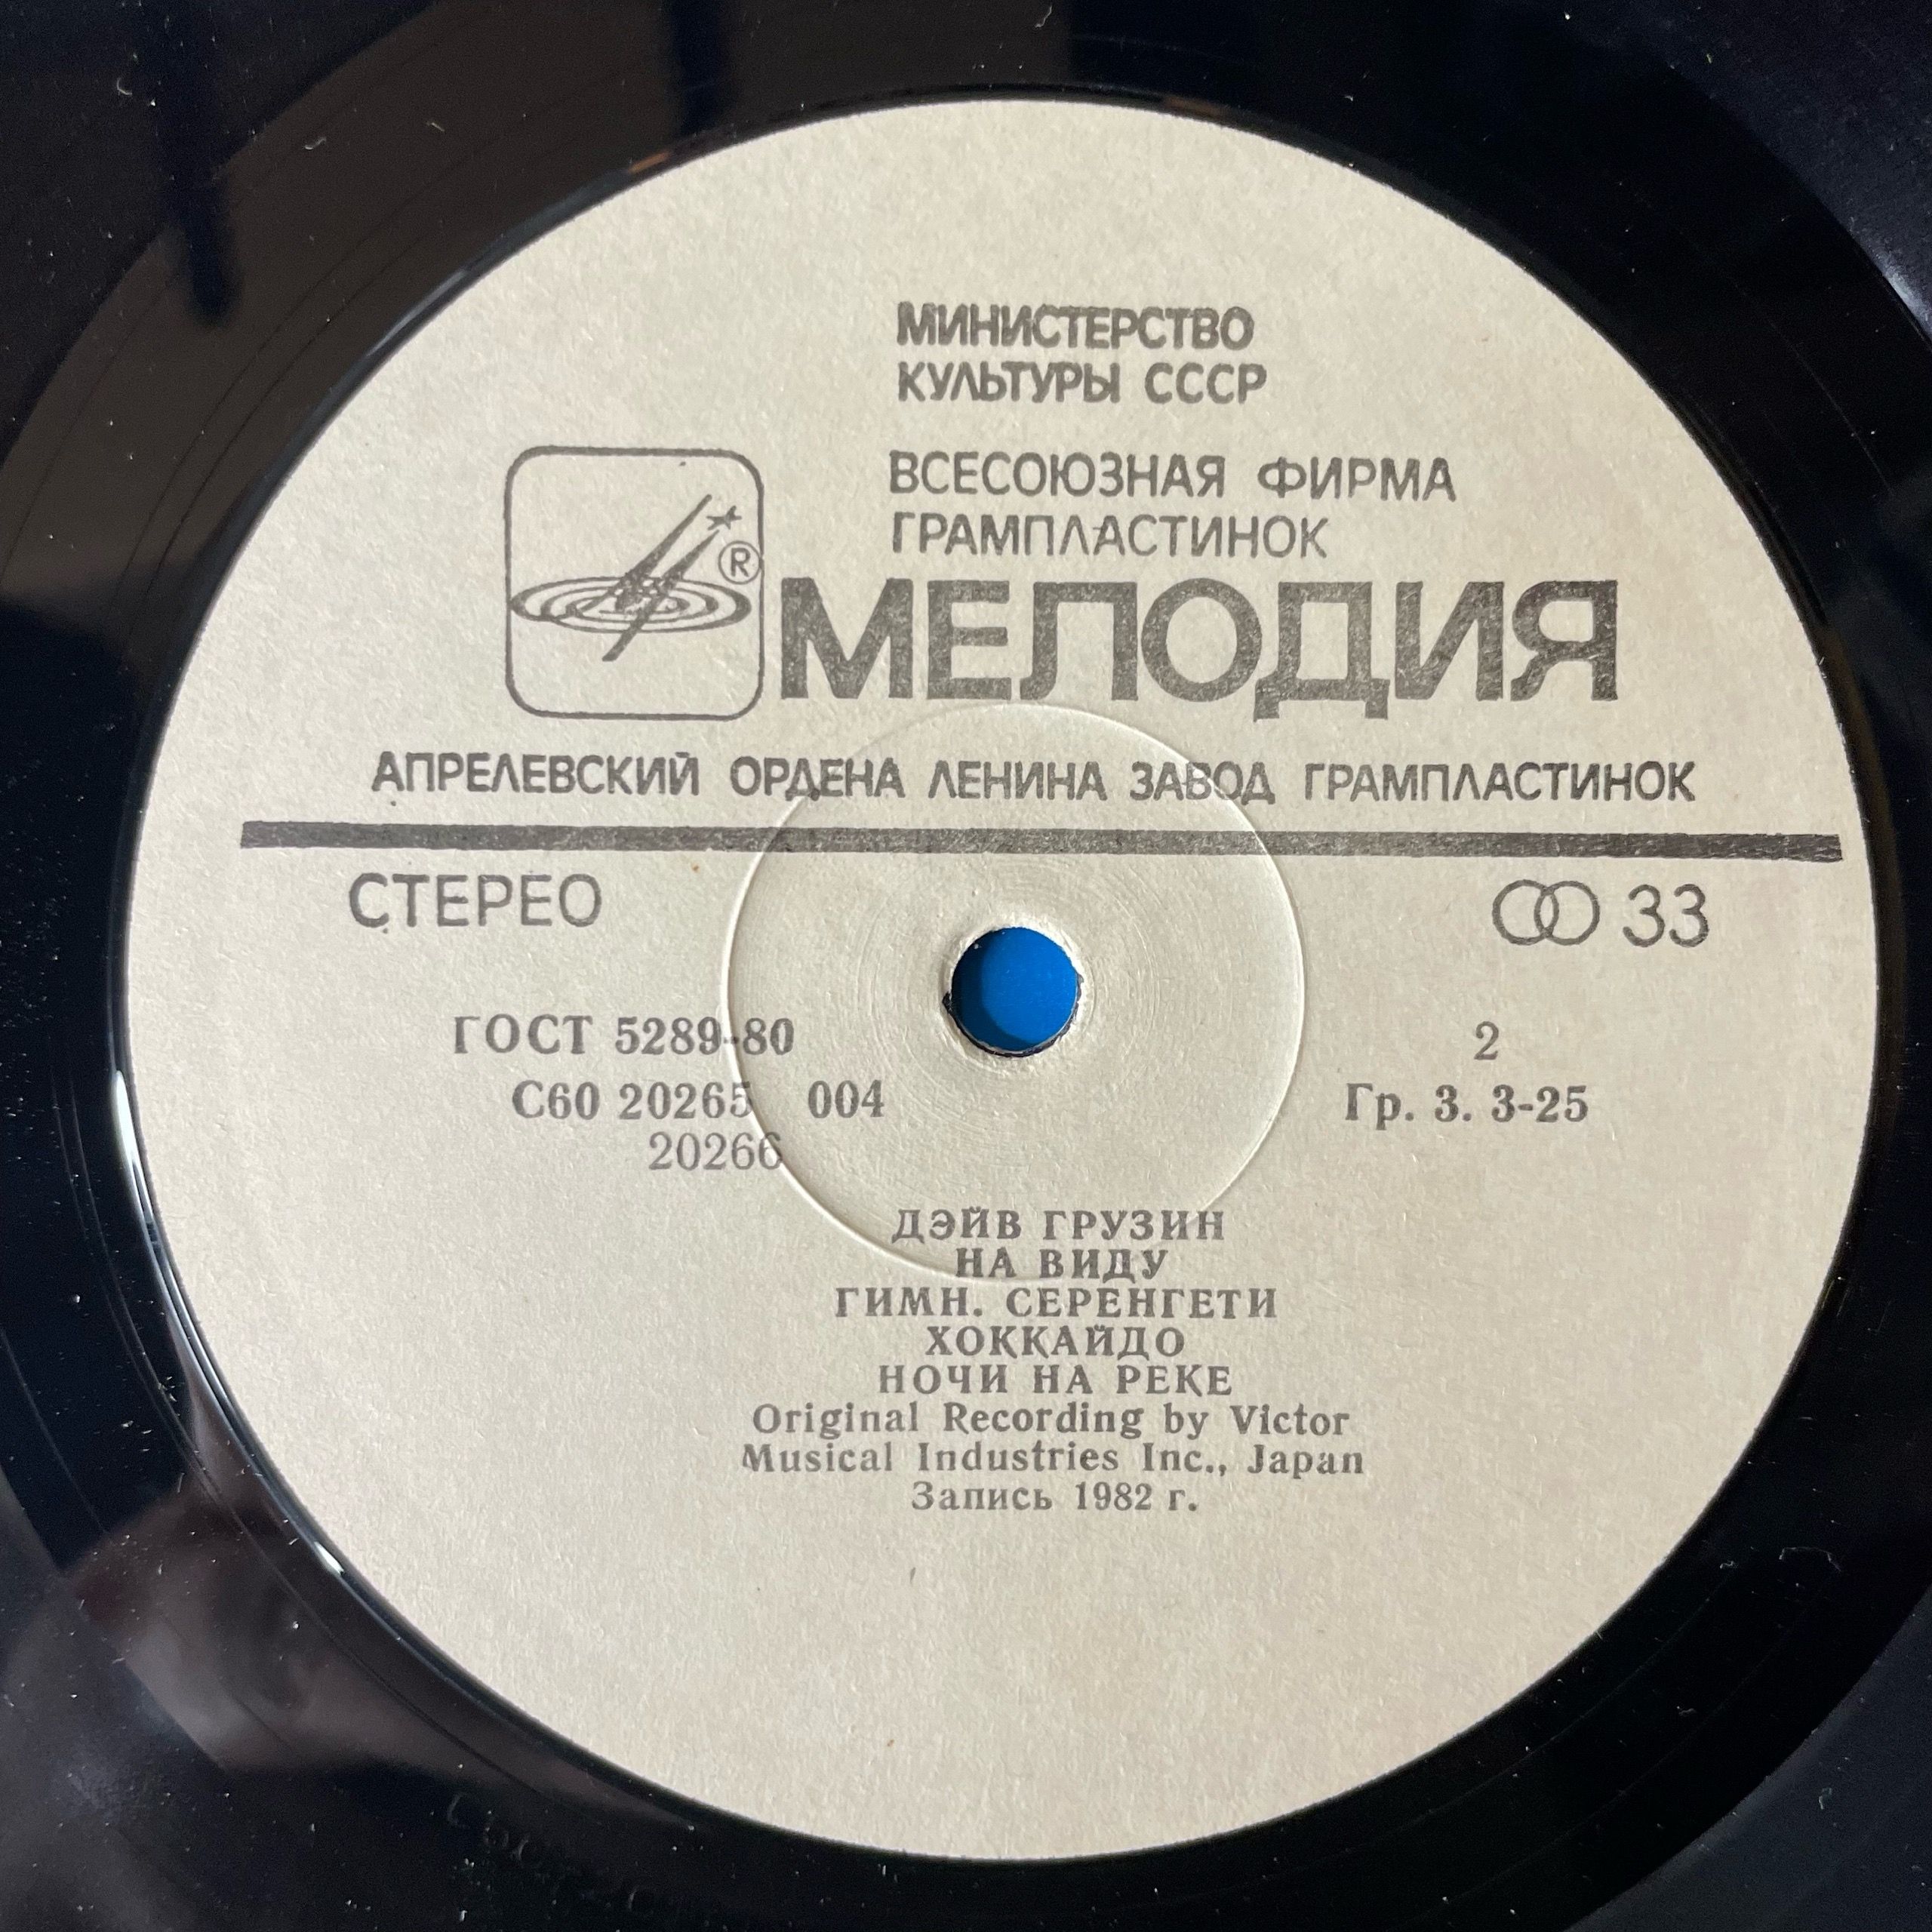 МИНИСТЕРСТВО
КУЛЬТУРЫ СССР
ВСЕСОЮЗНАЯ ФИРМА
ГРАМПЛАСТИНОК
®
МЕЛОДИЯ
АПРЕЛЕВСКИЙ ОРДЕНА ЛЕНИНА ЗАВОД ГРАМПЛАСТИНОК
СТЕРЕО
33
ГОСТ 5289-80
2
С60 20265 004
Гр. 3. 3-25
20266
ДЭЙВ ГРУЗИН
НА ВИДУ
ГИМН. СЕРЕНГЕТИ
ХОККАЙДО
НОЧИ НА РЕКЕ
Original Recording by Victor
Musical Industries Inc., Japan
Запись 1982 г.